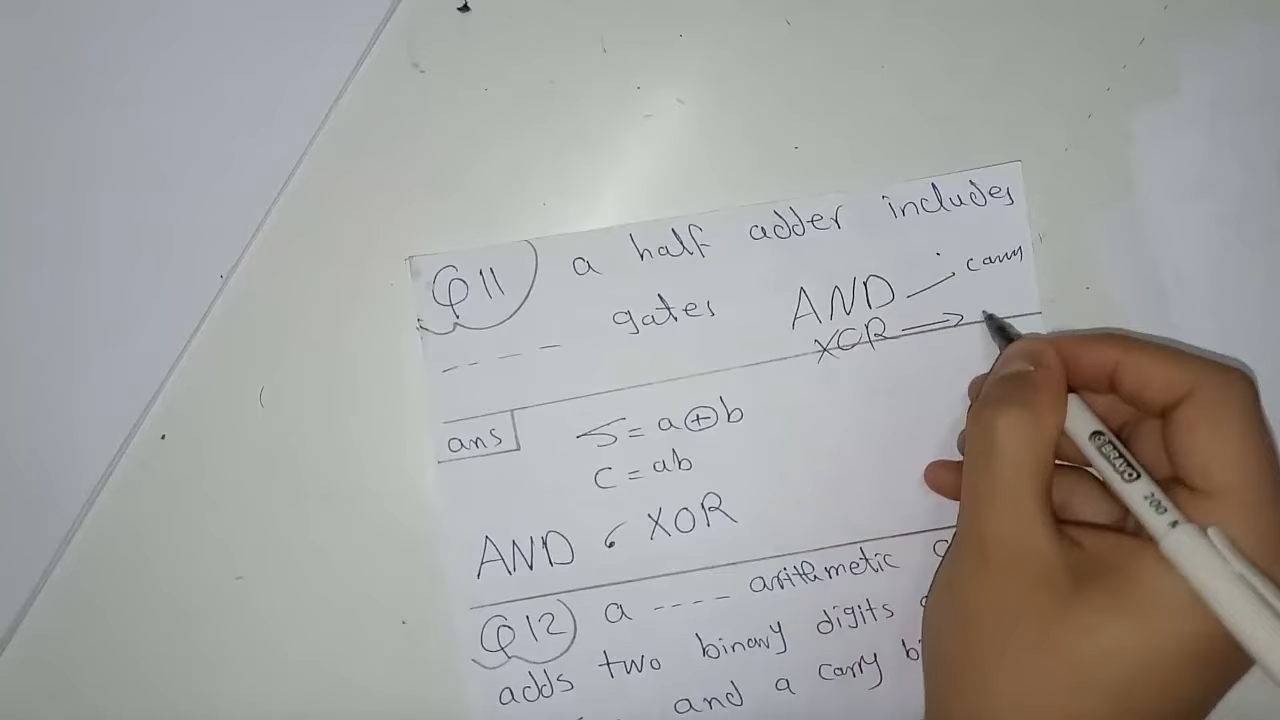 Q11 a half adder includes
---- gates AND carry
XOR
ans S = a ⊕ b
c = ab
AND , XOR
Q12 a ---- arithmetic
adds two binary digits
and a carry
BRAVO 200